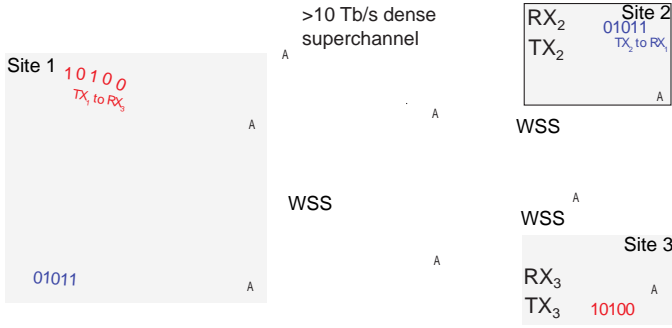 >10 Tb/s dense
superchannel
A
Site 1
10100
TX₁ to RX₃
A
A
WSS
A
01011
A
RX₂
Site 2
01011
TX₂ to RX₁
TX₂
A
WSS
A
WSS
Site 3
RX₃
A
TX₃
10100